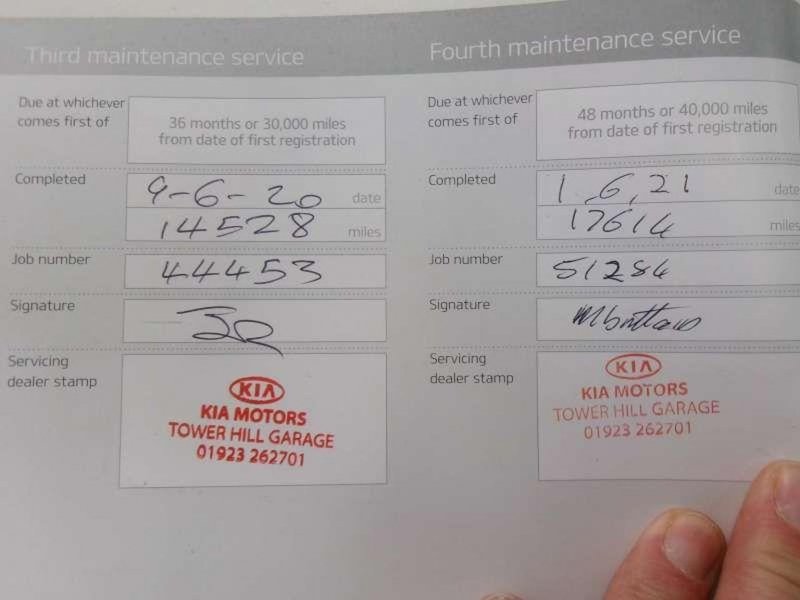 Third maintenance service
Due at whichever
comes first of
36 months or 30,000 miles
from date of first registration
Completed
9-6-20 date
14528 miles
Job number
44453
Signature
Servicing
dealer stamp
KIA
KIA MOTORS
TOWER HILL GARAGE
01923 262701
Fourth maintenance service
Due at whichever
comes first of
48 months or 40,000 miles
from date of first registration
Completed
1,6,21 date
17614 miles
Job number
51284
Signature
Servicing
dealer stamp
KIA
KIA MOTORS
TOWER HILL GARAGE
01923 262701